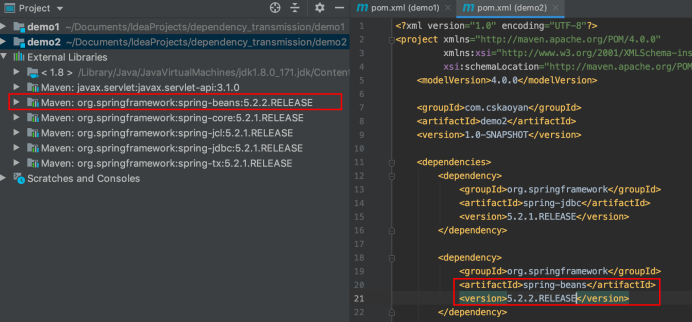 Project
demo1 ~/Documents/IdeaProjects/dependency_transmission/demo1
demo2 ~/Documents/IdeaProjects/dependency_transmission/demo2
External Libraries
< 1.8 > /Library/Java/JavaVirtualMachines/jdk1.8.0_171.jdk/Conten
Maven: javax.servlet:javax.servlet-api:3.1.0
Maven: org.springframework:spring-beans:5.2.2.RELEASE
Maven: org.springframework:spring-core:5.2.1.RELEASE
Maven: org.springframework:spring-jcl:5.2.1.RELEASE
Maven: org.springframework:spring-jdbc:5.2.1.RELEASE
Maven: org.springframework:spring-tx:5.2.1.RELEASE
Scratches and Consoles
pom.xml (demo1) pom.xml (demo2)
1 <?xml version="1.0" encoding="UTF-8"?>
2 <project xmlns="http://maven.apache.org/POM/4.0.0"
3 xmlns:xsi="http://www.w3.org/2001/XMLSchema-ins
4 xsi:schemaLocation="http://maven.apache.org/POM
5 <modelVersion>4.0.0</modelVersion>
6
7 <groupId>com.cskaoyan</groupId>
8 <artifactId>demo2</artifactId>
9 <version>1.0-SNAPSHOT</version>
10
11 <dependencies>
12 <dependency>
13 <groupId>org.springframework</groupId>
14 <artifactId>spring-jdbc</artifactId>
15 <version>5.2.1.RELEASE</version>
16 </dependency>
17
18 <dependency>
19 <groupId>org.springframework</groupId>
20 <artifactId>spring-beans</artifactId>
21 <version>5.2.2.RELEASE</version>
22 </dependency>